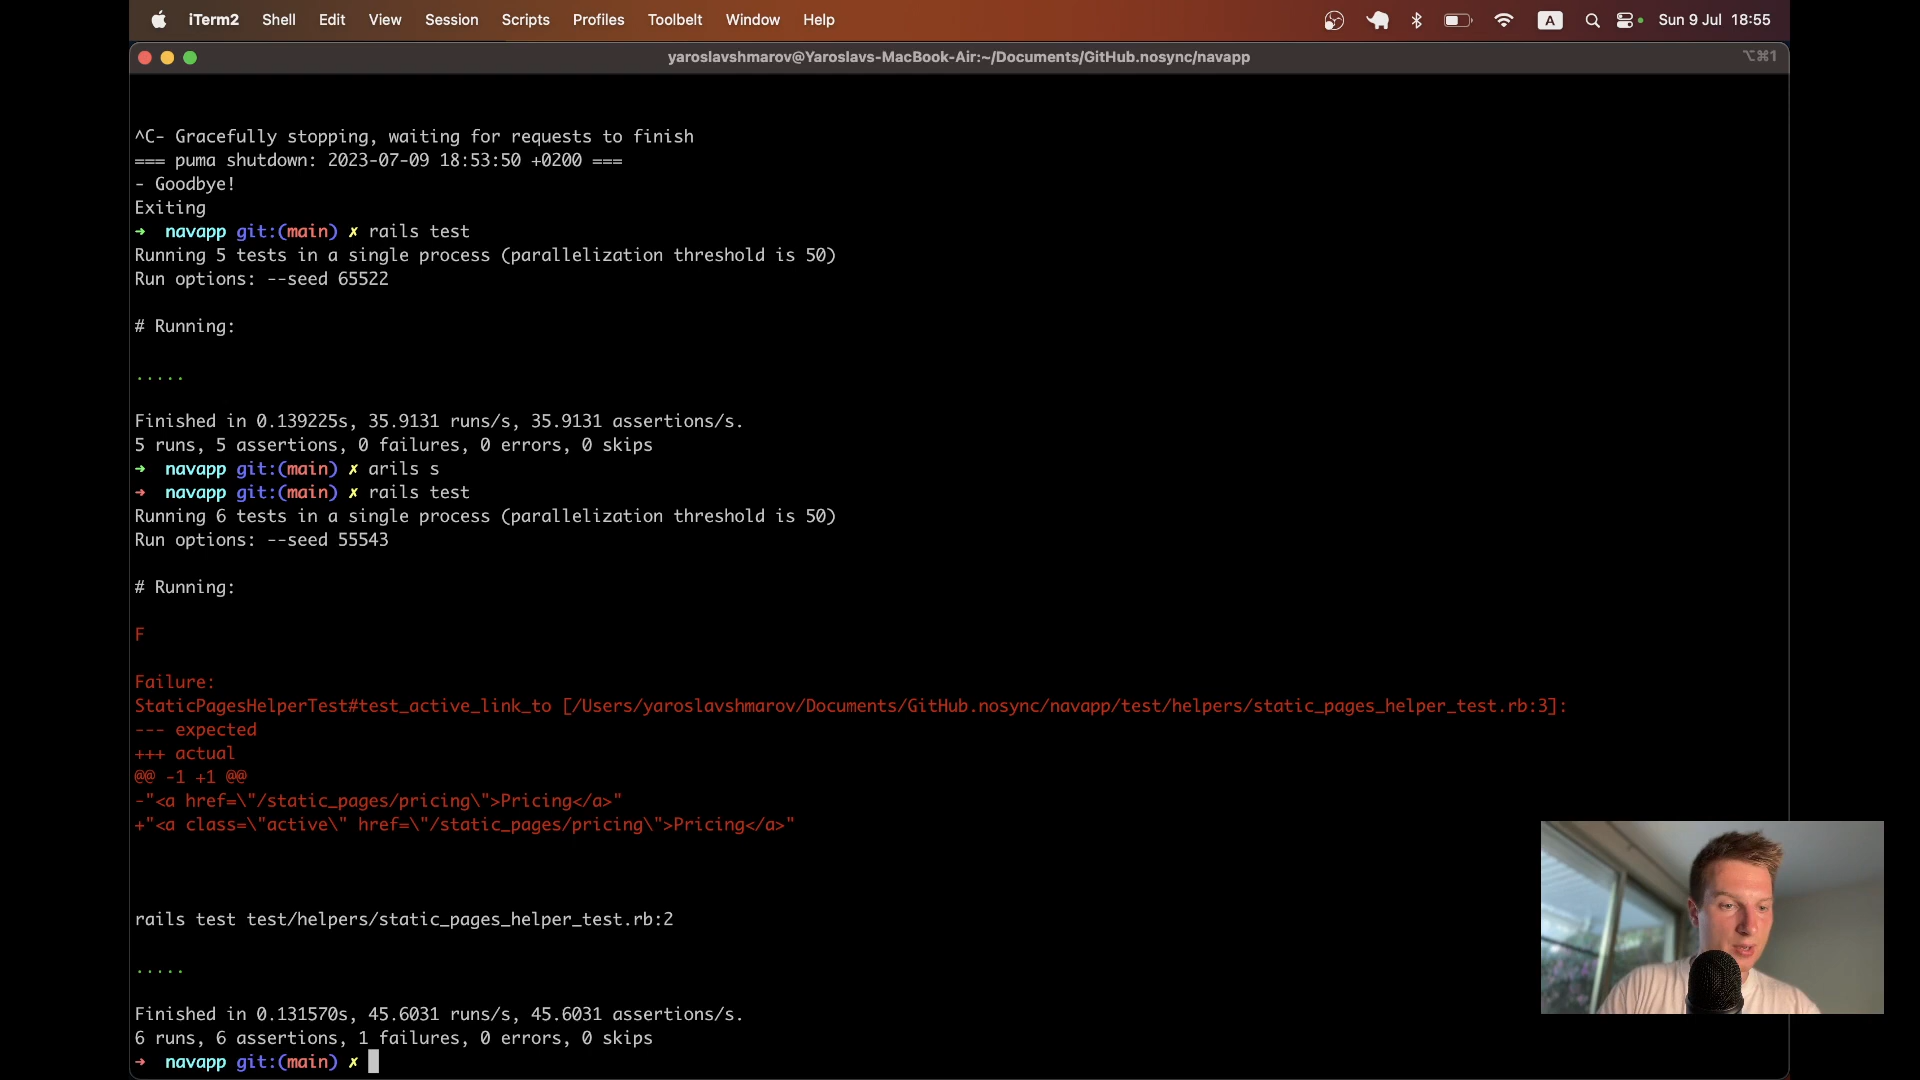 iTerm2 Shell Edit View Session Scripts Profiles Toolbelt Window Help A Sun 9 Jul 18:55
yaroslavshmarov@Yaroslavs-MacBook-Air:~/Documents/GitHub.nosync/navapp ⌥⌘1
^C- Gracefully stopping, waiting for requests to finish
=== puma shutdown: 2023-07-09 18:53:50 +0200 ===
- Goodbye!
Exiting
➜  navapp git:(main) ✗ rails test
Running 5 tests in a single process (parallelization threshold is 50)
Run options: --seed 65522
# Running:
.....
Finished in 0.139225s, 35.9131 runs/s, 35.9131 assertions/s.
5 runs, 5 assertions, 0 failures, 0 errors, 0 skips
➜  navapp git:(main) ✗ arils s
➜  navapp git:(main) ✗ rails test
Running 6 tests in a single process (parallelization threshold is 50)
Run options: --seed 55543
# Running:
F
Failure:
StaticPagesHelperTest#test_active_link_to [/Users/yaroslavshmarov/Documents/GitHub.nosync/navapp/test/helpers/static_pages_helper_test.rb:3]:
--- expected
+++ actual
@@ -1 +1 @@
-"<a href=\"/static_pages/pricing\">Pricing</a>"
+"<a class=\"active\" href=\"/static_pages/pricing\">Pricing</a>"
rails test test/helpers/static_pages_helper_test.rb:2
.....
Finished in 0.131570s, 45.6031 runs/s, 45.6031 assertions/s.
6 runs, 6 assertions, 1 failures, 0 errors, 0 skips
➜  navapp git:(main) ✗